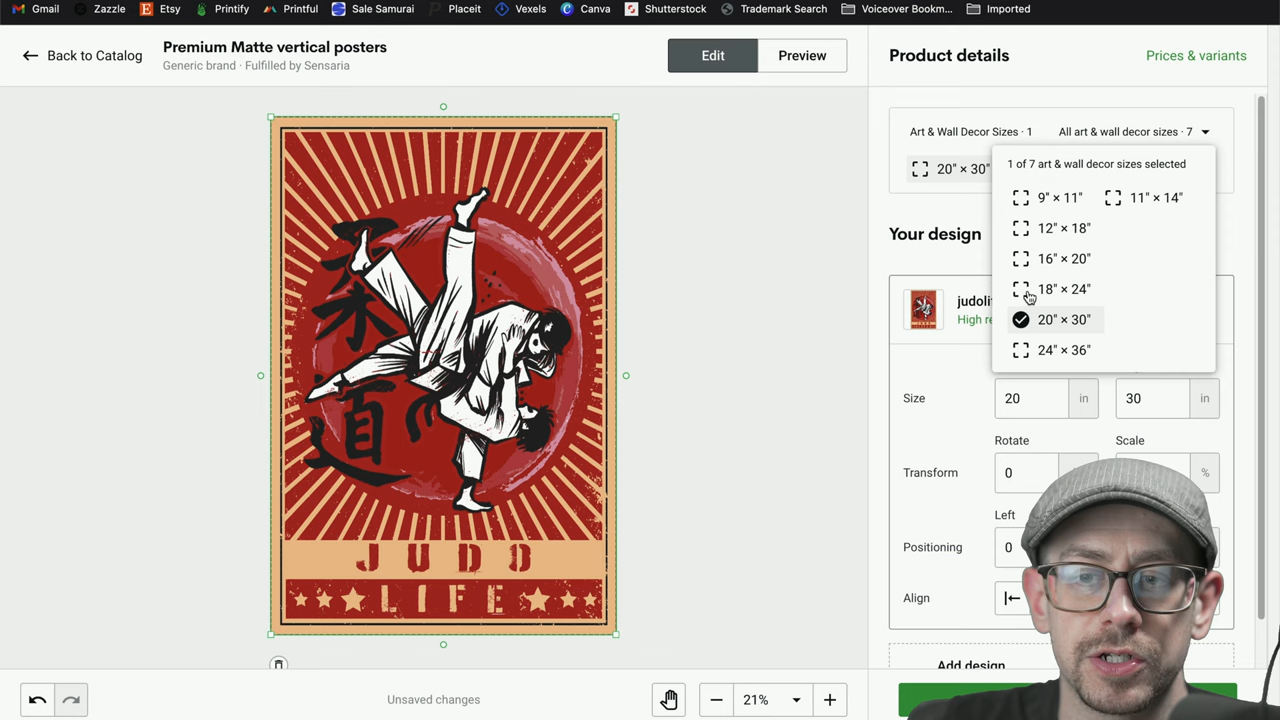 Gmail Zazzle Etsy Printify Printful Sale Samurai Placeit Vexels Canva Shutterstock Trademark Search Voiceover Bookm... Imported
Back to Catalog
Premium Matte vertical posters
Generic brand · Fulfilled by Sensaria
Edit Preview
Product details
Prices & variants
Art & Wall Decor Sizes · 1
All art & wall decor sizes · 7
20" × 30"
1 of 7 art & wall decor sizes selected
9" × 11" 11" × 14"
12" × 18"
16" × 20"
18" × 24"
20" × 30"
24" × 36"
Your design
High re
Size 20 in 30 in
Rotate Scale
Transform 0 %
Left
Positioning 0
Align
Add design
柔
道
JUDO
LIFE
Unsaved changes
21%